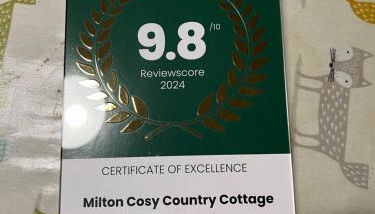 9.8/10
Reviewscore
2024
CERTIFICATE OF EXCELLENCE
Milton Cosy Country Cottage